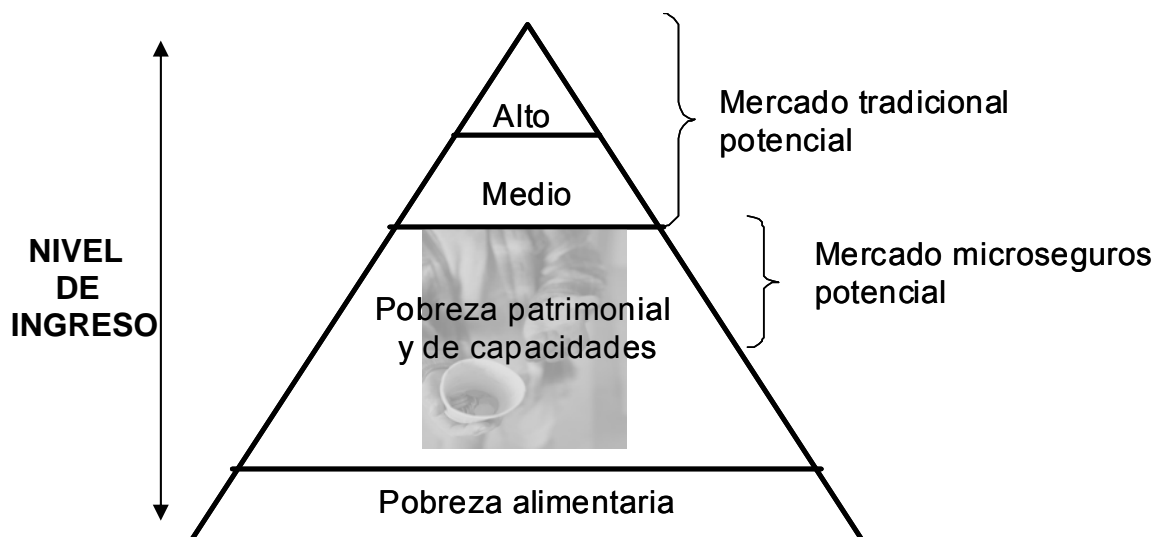 Alto
Mercado tradicional
potencial
Medio
NIVEL
DE
INGRESO
Mercado microseguros
potencial
Pobreza patrimonial
y de capacidades
Pobreza alimentaria